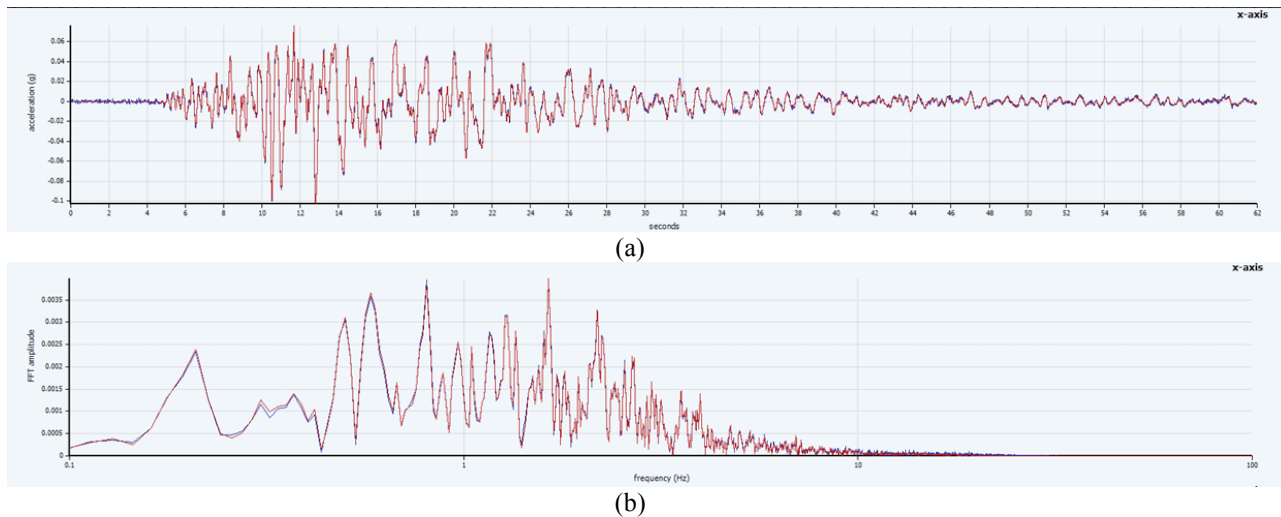 x-axis
acceleration (g)
0.06
0.04
0.02
0
-0.02
-0.04
-0.06
-0.08
-0.1
0 2 4 6 8 10 12 14 16 18 20 22 24 26 28 30 32 34 36 38 40 42 44 46 48 50 52 54 56 58 60 62
seconds
(a)
x-axis
FFT amplitude
0.0035
0.003
0.0025
0.002
0.0015
0.001
0.0005
0
0.1 1 10 100
frequency (Hz)
(b)